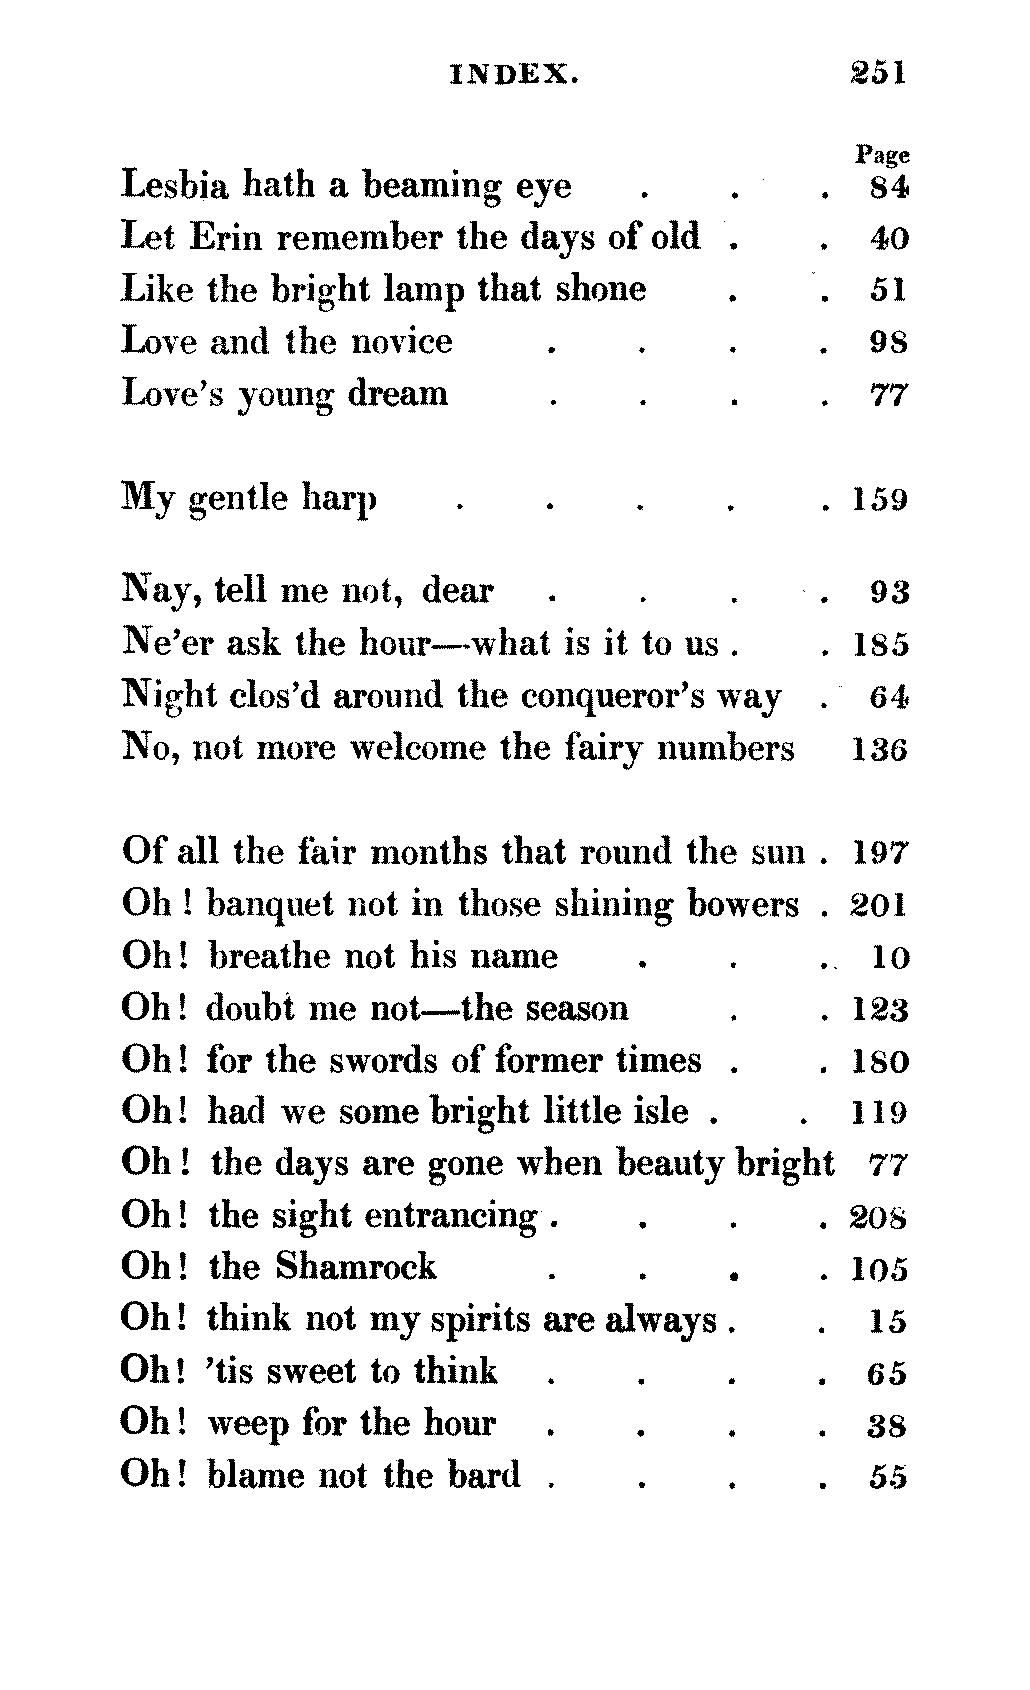 INDEX. 251
Page
Lesbia hath a beaming eye . . . 84
Let Erin remember the days of old . . 40
Like the bright lamp that shone . . 51
Love and the novice . . . . 98
Love's young dream . . . . 77
My gentle harp . . . . . 159
Nay, tell me not, dear . . . . 93
Ne'er ask the hour—what is it to us . . 185
Night clos'd around the conqueror's way . 64
No, not more welcome the fairy numbers 136
Of all the fair months that round the sun . 197
Oh! banquet not in those shining bowers . 201
Oh! breathe not his name . . . 10
Oh! doubt me not—the season . . 123
Oh! for the swords of former times . . 180
Oh! had we some bright little isle . . 119
Oh! the days are gone when beauty bright 77
Oh! the sight entrancing . . . . 208
Oh! the Shamrock . . . . 105
Oh! think not my spirits are always . . 15
Oh! 'tis sweet to think . . . . 65
Oh! weep for the hour . . . . 38
Oh! blame not the bard . . . . 55